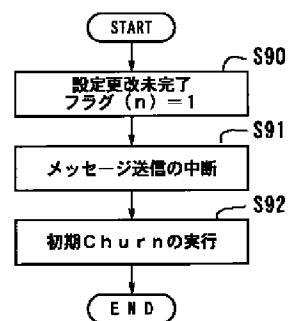 START
S90
設定更改未完了
フラグ（n）＝1
S91
メッセージ送信の中断
S92
初期Ｃｈｕｒｎの実行
ＥＮＤ